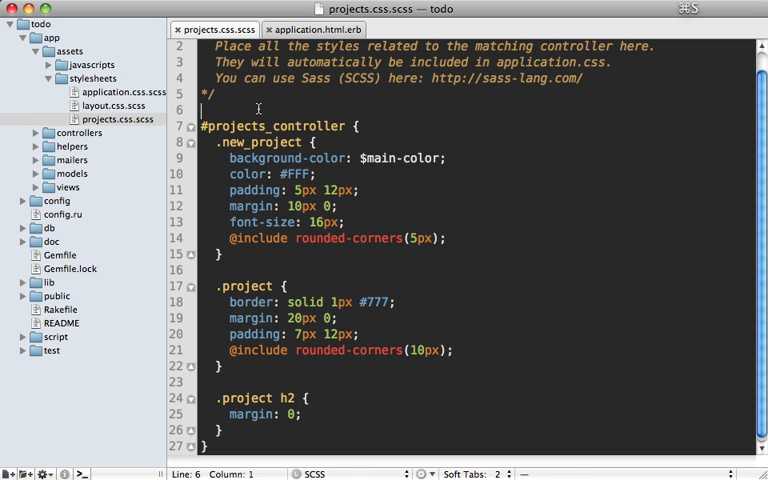 projects.css.scss — todo
⌘S
todo
app
assets
javascripts
stylesheets
application.css.scss
layout.css.scss
projects.css.scss
controllers
helpers
mailers
models
views
config
config.ru
db
doc
Gemfile
Gemfile.lock
lib
public
Rakefile
README
script
test
× projects.css.scss
× application.html.erb
2 Place all the styles related to the matching controller here.
3 They will automatically be included in application.css.
4 You can use Sass (SCSS) here: http://sass-lang.com/
5 */
6
7 #projects_controller {
8 .new_project {
9 background-color: $main-color;
10 color: #FFF;
11 padding: 5px 12px;
12 margin: 10px 0;
13 font-size: 16px;
14 @include rounded-corners(5px);
15 }
16
17 .project {
18 border: solid 1px #777;
19 margin: 20px 0;
20 padding: 7px 12px;
21 @include rounded-corners(10px);
22 }
23
24 .project h2 {
25 margin: 0;
26 }
27 }
Line: 6 Column: 1
SCSS
Soft Tabs: 2
—